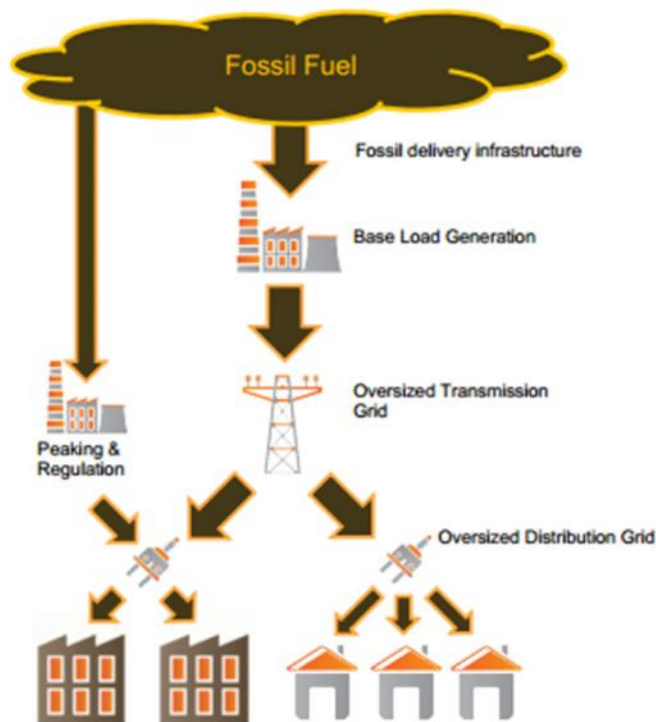 Fossil Fuel
Fossil delivery infrastructure
Base Load Generation
Oversized Transmission
Grid
Peaking &
Regulation
Oversized Distribution Grid